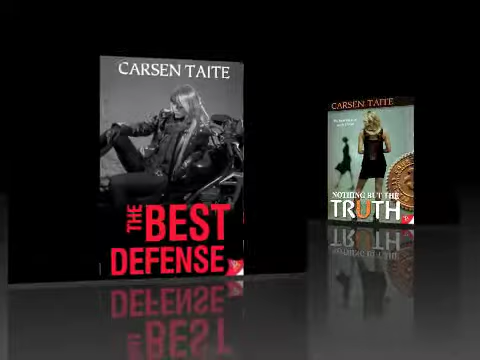 CARSEN TAITE
THE
BEST
DEFENSE
CARSEN TAITE
NOTHING BUT THE
TRUTH